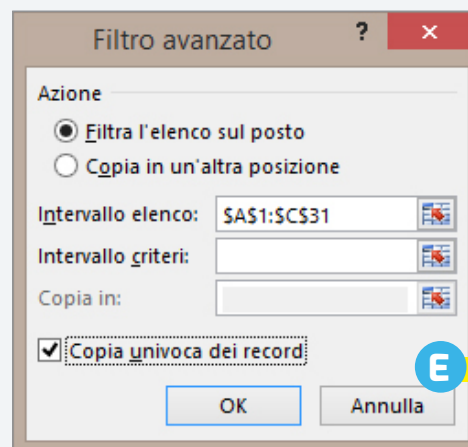 Filtro avanzato ? ×
Azione
Filtra l'elenco sul posto
Copia in un'altra posizione
Intervallo elenco: $A$1:$C$31
Intervallo criteri:
Copia in:
Copia univoca dei record
E
OK Annulla